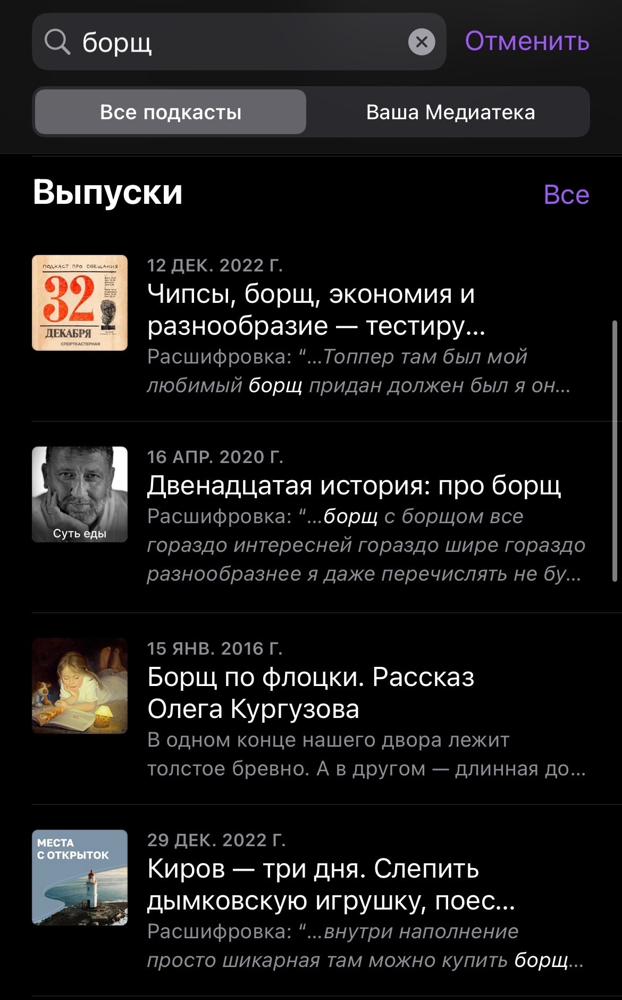 борщ
Отменить
Все подкасты
Ваша Медиатека
Выпуски
Все
ПОДКАСТ ПРО ОБЕЩАНИЯ
32
ДЕКАБРЯ
СПОРТКАСТЕРНАЯ
12 ДЕК. 2022 Г.
Чипсы, борщ, экономия и
разнообразие — тестиру...
Расшифровка: “...Топпер там был мой
любимый борщ придан должен был я он...
Суть еды
16 АПР. 2020 Г.
Двенадцатая история: про борщ
Расшифровка: “...борщ с борщом все
гораздо интересней гораздо шире гораздо
разнообразнее я даже перечислять не бу...
15 ЯНВ. 2016 Г.
Борщ по флоцки. Рассказ
Олега Кургузова
В одном конце нашего двора лежит
толстое бревно. А в другом — длинная до...
МЕСТА
С ОТКРЫТОК
29 ДЕК. 2022 Г.
Киров — три дня. Слепить
дымковскую игрушку, поес...
Расшифровка: “...внутри наполнение
просто шикарная там можно купить борщ...